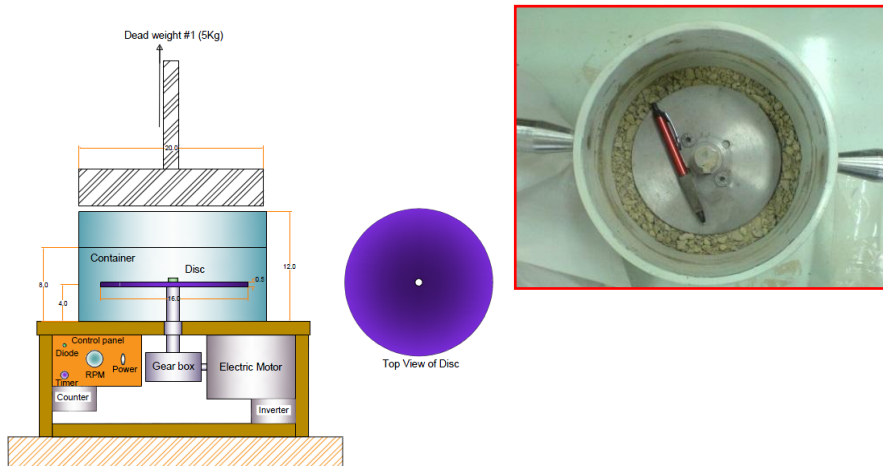 Dead weight #1 (5Kg)
20.0
Container
Disc
0.5
12.0
8.0
4.0
16.0
Control panel
Diode
RPM
Power
Timer
Counter
Gear box
Electric Motor
Inverter
Top View of Disc